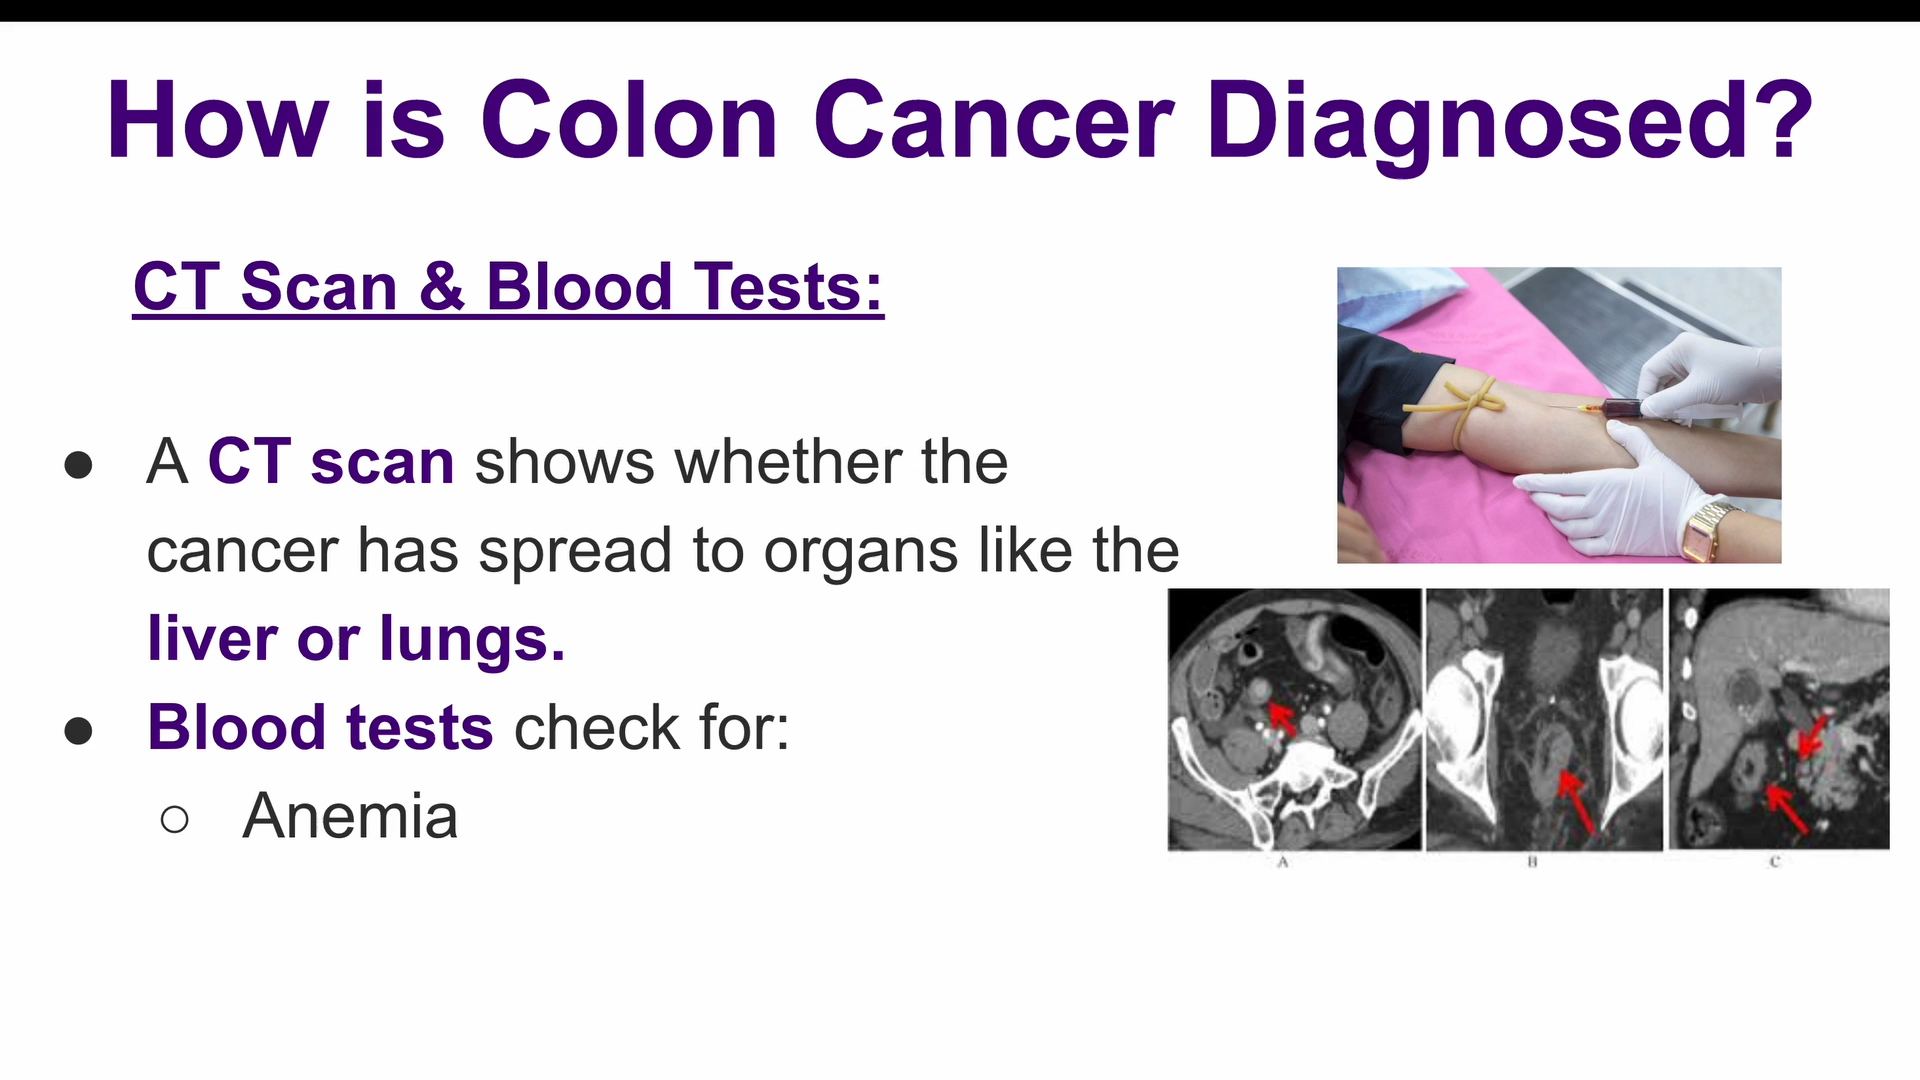 How is Colon Cancer Diagnosed?
CT Scan & Blood Tests:
● A CT scan shows whether the
cancer has spread to organs like the
liver or lungs.
● Blood tests check for:
○ Anemia
A B C